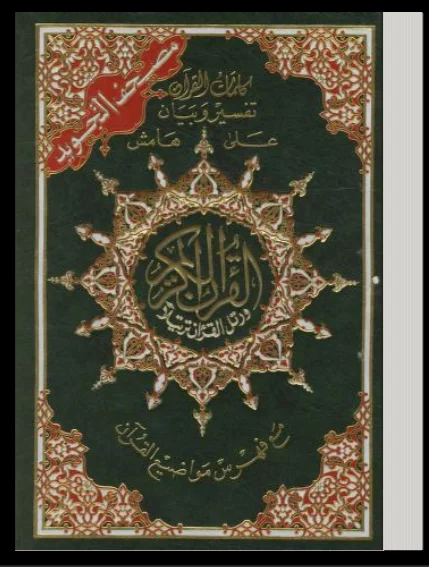 مصحف التجويد
كلمات القرآن
تفسير وبيان
على هامش
القرآن الكريم
ورتل القرآن ترتيلا
مع فهرس مواضيع القرآن